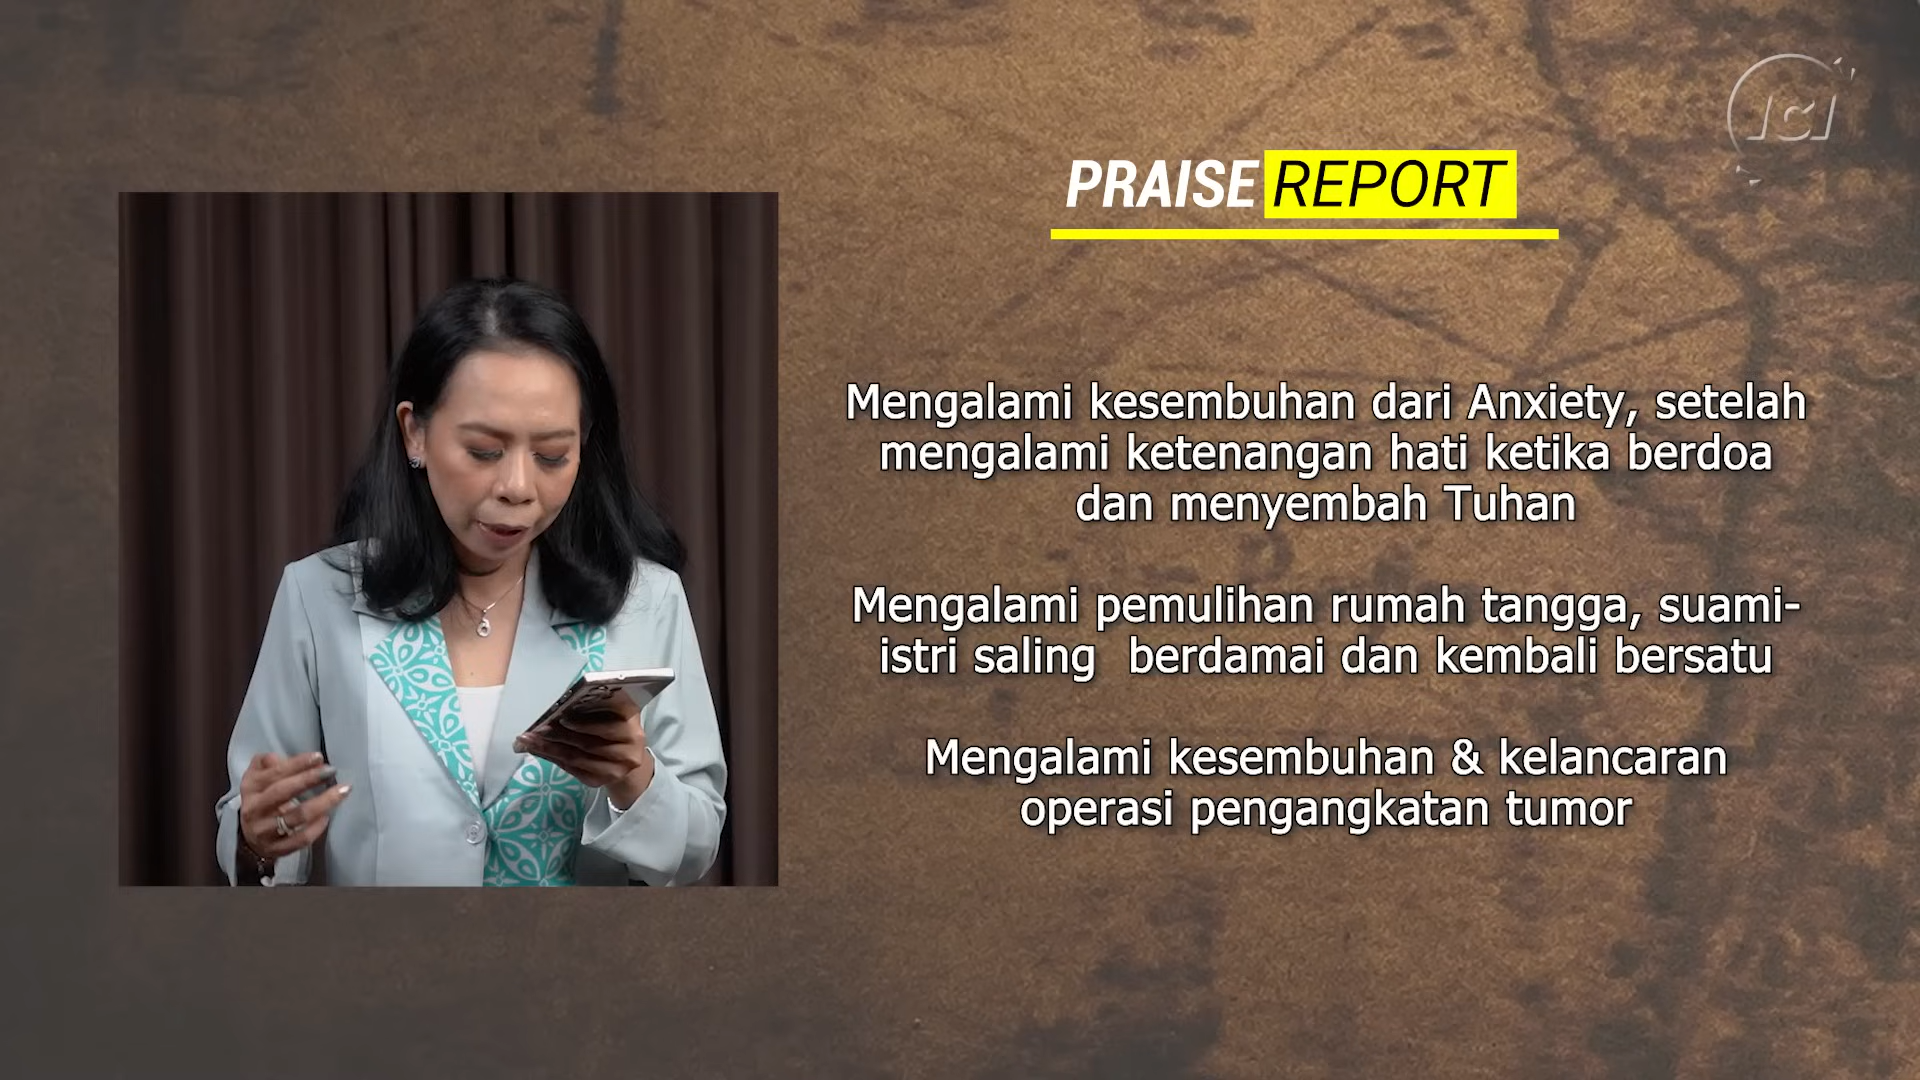 ICI
PRAISE REPORT
Mengalami kesembuhan dari Anxiety, setelah
mengalami ketenangan hati ketika berdoa
dan menyembah Tuhan
Mengalami pemulihan rumah tangga, suami-
istri saling  berdamai dan kembali bersatu
Mengalami kesembuhan & kelancaran
operasi pengangkatan tumor